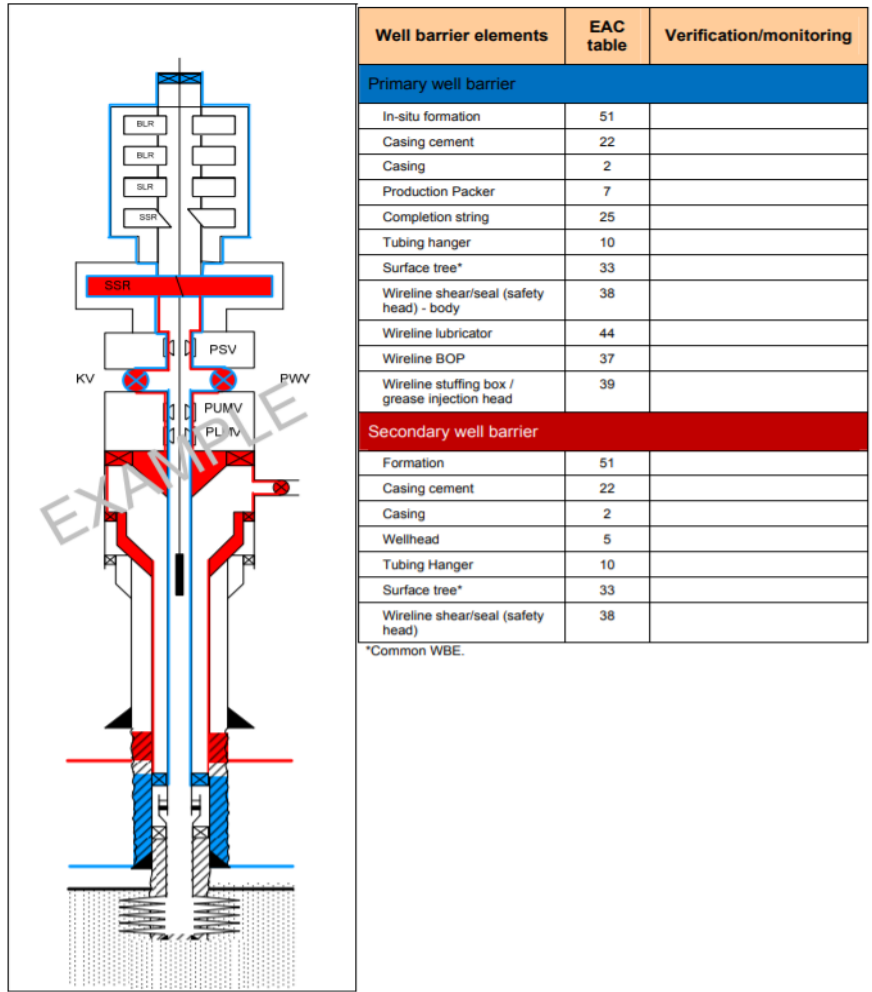 BLR
BLR
SLR
SSR
SSR
PSV
KV
PWV
PUMV
PLMV
EXAMPLE
Well barrier elements EAC table Verification/monitoring
Primary well barrier
In-situ formation 51
Casing cement 22
Casing 2
Production Packer 7
Completion string 25
Tubing hanger 10
Surface tree* 33
Wireline shear/seal (safety head) - body 38
Wireline lubricator 44
Wireline BOP 37
Wireline stuffing box / grease injection head 39
Secondary well barrier
Formation 51
Casing cement 22
Casing 2
Wellhead 5
Tubing Hanger 10
Surface tree* 33
Wireline shear/seal (safety head) 38
*Common WBE.